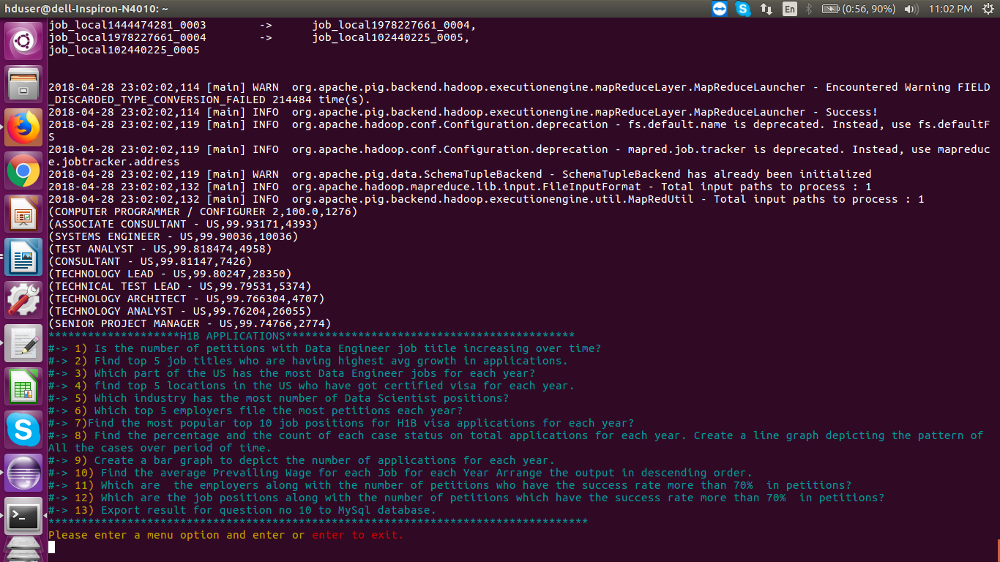 hduser@dell-Inspiron-N4010: ~
En (0:56, 90%) 11:02 PM
job_local1444474281_0003 -> job_local1978227661_0004,
job_local1978227661_0004 -> job_local102440225_0005,
job_local102440225_0005
2018-04-28 23:02:02,114 [main] WARN org.apache.pig.backend.hadoop.executionengine.mapReduceLayer.MapReduceLauncher - Encountered Warning FIELD
_DISCARDED_TYPE_CONVERSION_FAILED 214484 time(s).
2018-04-28 23:02:02,114 [main] INFO org.apache.pig.backend.hadoop.executionengine.mapReduceLayer.MapReduceLauncher - Success!
2018-04-28 23:02:02,119 [main] INFO org.apache.hadoop.conf.Configuration.deprecation - fs.default.name is deprecated. Instead, use fs.defaultF
S
2018-04-28 23:02:02,119 [main] INFO org.apache.hadoop.conf.Configuration.deprecation - mapred.job.tracker is deprecated. Instead, use mapreduc
e.jobtracker.address
2018-04-28 23:02:02,119 [main] WARN org.apache.pig.data.SchemaTupleBackend - SchemaTupleBackend has already been initialized
2018-04-28 23:02:02,132 [main] INFO org.apache.hadoop.mapreduce.lib.input.FileInputFormat - Total input paths to process : 1
2018-04-28 23:02:02,132 [main] INFO org.apache.pig.backend.hadoop.executionengine.util.MapRedUtil - Total input paths to process : 1
(COMPUTER PROGRAMMER / CONFIGURER 2,100.0,1276)
(ASSOCIATE CONSULTANT - US,99.93171,4393)
(SYSTEMS ENGINEER - US,99.90036,10036)
(TEST ANALYST - US,99.818474,4958)
(CONSULTANT - US,99.81147,7426)
(TECHNOLOGY LEAD - US,99.80247,28350)
(TECHNICAL TEST LEAD - US,99.79531,5374)
(TECHNOLOGY ARCHITECT - US,99.766304,4707)
(TECHNOLOGY ANALYST - US,99.76204,26055)
(SENIOR PROJECT MANAGER - US,99.74766,2774)
********************H1B APPLICATIONS********************************************
#-> 1) Is the number of petitions with Data Engineer job title increasing over time?
#-> 2) Find top 5 job titles who are having highest avg growth in applications.
#-> 3) Which part of the US has the most Data Engineer jobs for each year?
#-> 4) find top 5 locations in the US who have got certified visa for each year.
#-> 5) Which industry has the most number of Data Scientist positions?
#-> 6) Which top 5 employers file the most petitions each year?
#-> 7)Find the most popular top 10 job positions for H1B visa applications for each year?
#-> 8) Find the percentage and the count of each case status on total applications for each year. Create a line graph depicting the pattern of
All the cases over period of time.
#-> 9) Create a bar graph to depict the number of applications for each year.
#-> 10) Find the average Prevailing Wage for each Job for each Year Arrange the output in descending order.
#-> 11) Which are  the employers along with the number of petitions who have the success rate more than 70%  in petitions?
#-> 12) Which are the job positions along with the number of petitions which have the success rate more than 70%  in petitions?
#-> 13) Export result for question no 10 to MySql database.
**********************************************************************************
Please enter a menu option and enter or enter to exit.